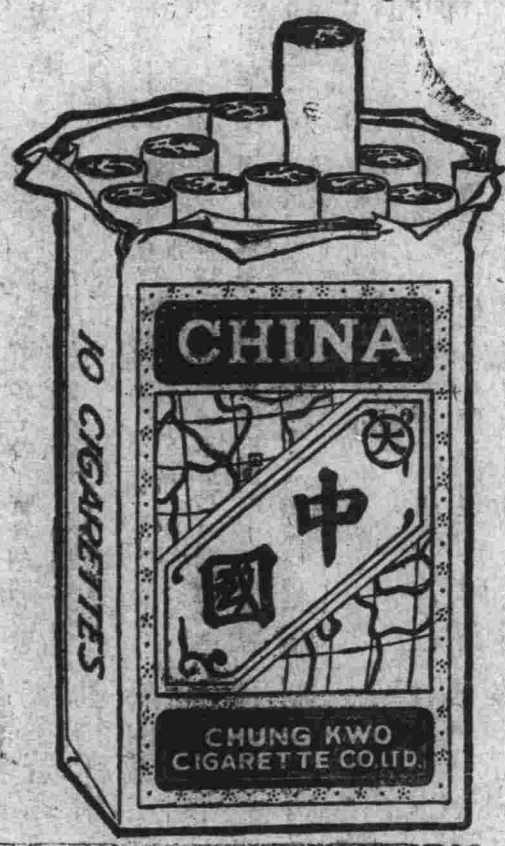 CHINA
大
中國
10 CIGARETTES
CHUNG KWO
CIGARETTE CO. LTD.